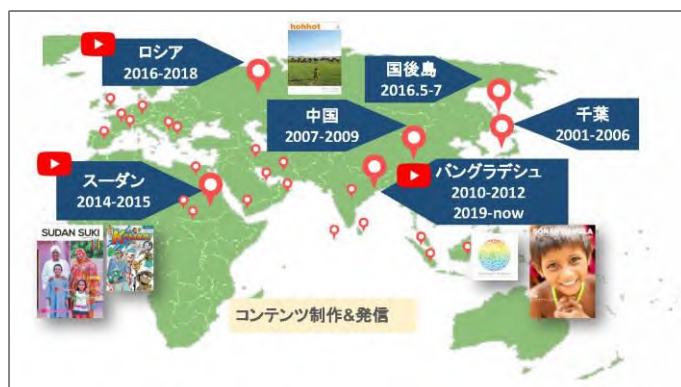 hohhot
ロシア
2016-2018
国後島
2016.5-7
中国
2007-2009
千葉
2001-2006
スーダン
2014-2015
バングラデシュ
2010-2012
2019-now
SUDAN SUKI
コンテンツ制作&発信